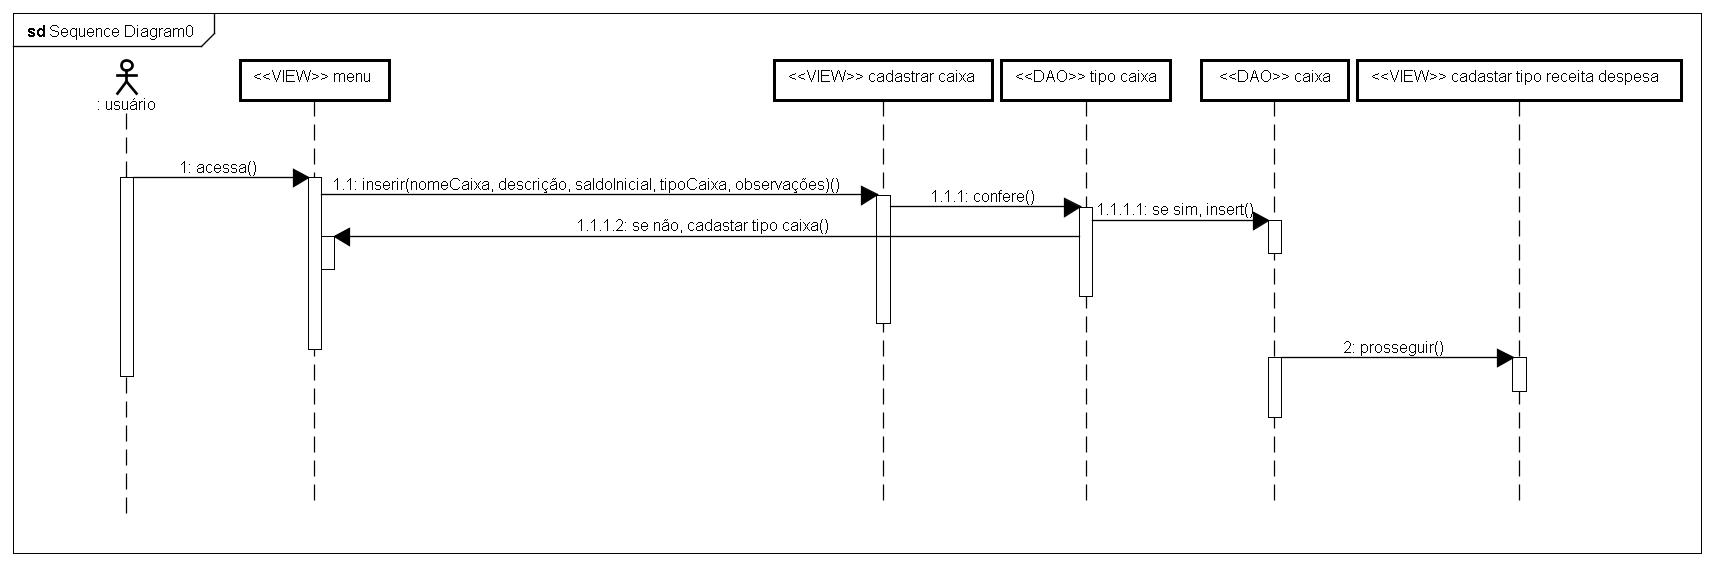 sd Sequence Diagram0
: usuário
<<VIEW>> menu
<<VIEW>> cadastrar caixa
<<DAO>> tipo caixa
<<DAO>> caixa
<<VIEW>> cadastar tipo receita despesa
1: acessa()
1.1: inserir(nomeCaixa, descrição, saldoInicial, tipoCaixa, observações)()
1.1.1: confere()
1.1.1.1: se sim, insert()
1.1.1.2: se não, cadastar tipo caixa()
2: prosseguir()